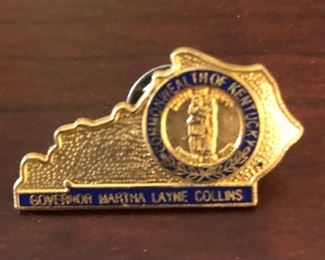 COMMONWEALTH OF KENTUCKY
GOVERNOR MARTHA LAYNE COLLINS